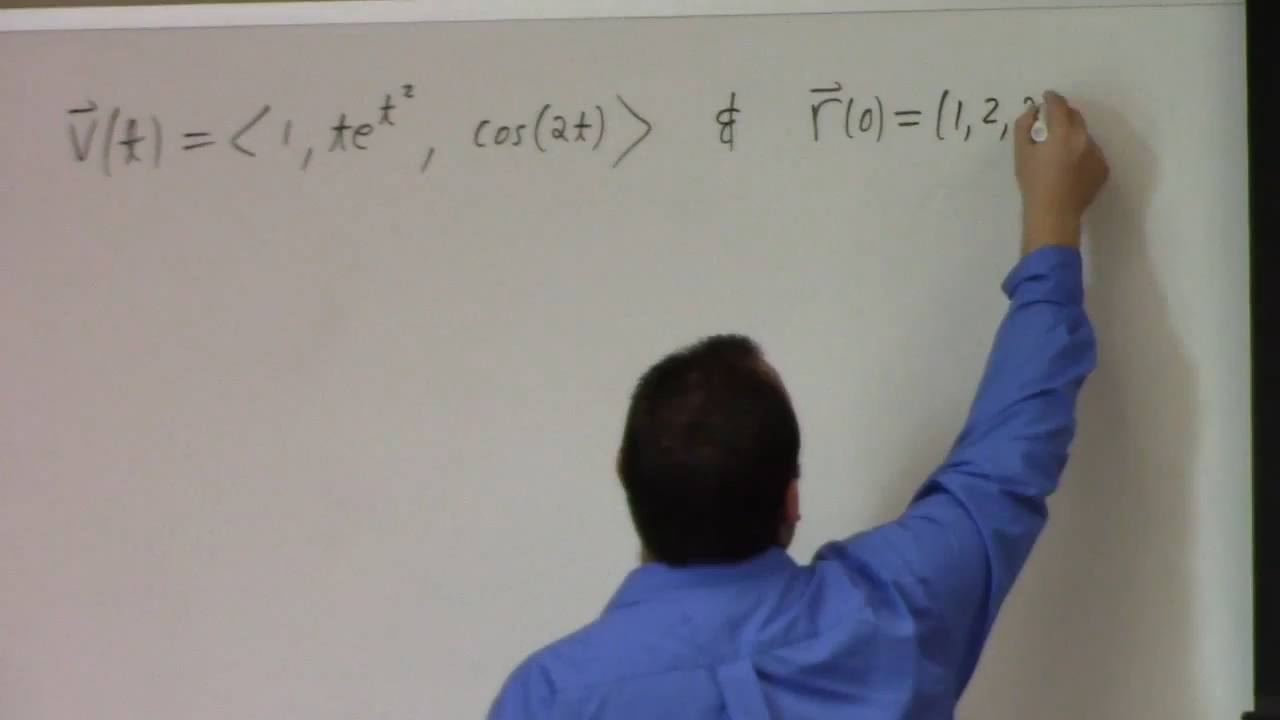 v⃗(t) = <1, te^{t^2}, cos(2t)> & r⃗(0) = (1, 2,